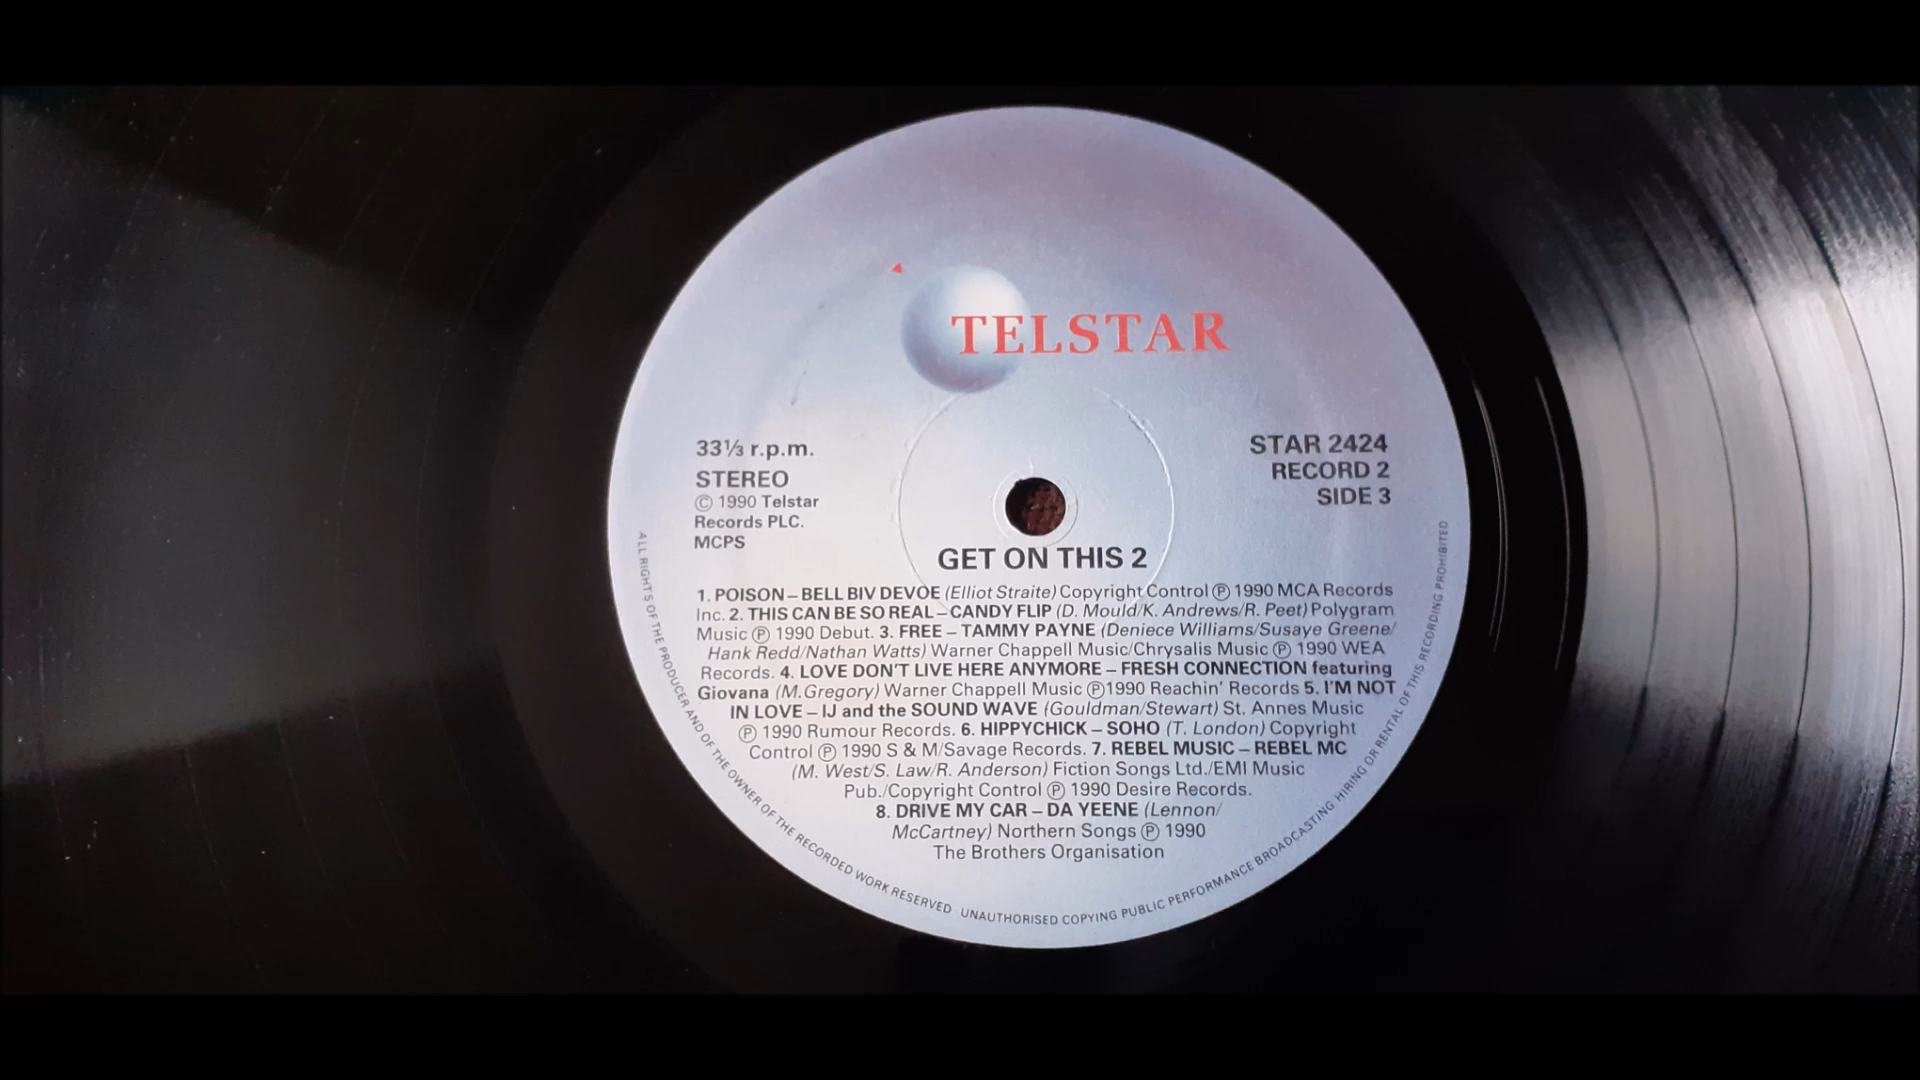 TELSTAR
33⅓ r.p.m.
STEREO
© 1990 Telstar
Records PLC.
MCPS
STAR 2424
RECORD 2
SIDE 3
GET ON THIS 2
1. POISON – BELL BIV DEVOE (Elliot Straite) Copyright Control ℗ 1990 MCA Records
Inc. 2. THIS CAN BE SO REAL – CANDY FLIP (D. Mould/K. Andrews/R. Peet) Polygram
Music ℗ 1990 Debut. 3. FREE – TAMMY PAYNE (Deniece Williams/Susaye Greene/
Hank Redd/Nathan Watts) Warner Chappell Music/Chrysalis Music ℗ 1990 WEA
Records. 4. LOVE DON'T LIVE HERE ANYMORE – FRESH CONNECTION featuring
Giovana (M. Gregory) Warner Chappell Music ℗1990 Reachin' Records 5. I'M NOT
IN LOVE – IJ and the SOUND WAVE (Gouldman/Stewart) St. Annes Music
℗ 1990 Rumour Records. 6. HIPPYCHICK – SOHO (T. London) Copyright
Control ℗ 1990 S & M/Savage Records. 7. REBEL MUSIC – REBEL MC
(M. West/S. Law/R. Anderson) Fiction Songs Ltd./EMI Music
Pub./Copyright Control ℗ 1990 Desire Records.
8. DRIVE MY CAR – DA YEENE (Lennon/
McCartney) Northern Songs ℗ 1990
The Brothers Organisation
ALL RIGHTS OF THE PRODUCER AND OF THE OWNER OF THE RECORDED WORK RESERVED UNAUTHORISED COPYING PUBLIC PERFORMANCE BROADCASTING HIRING OR RENTAL OF THIS RECORDING PROHIBITED